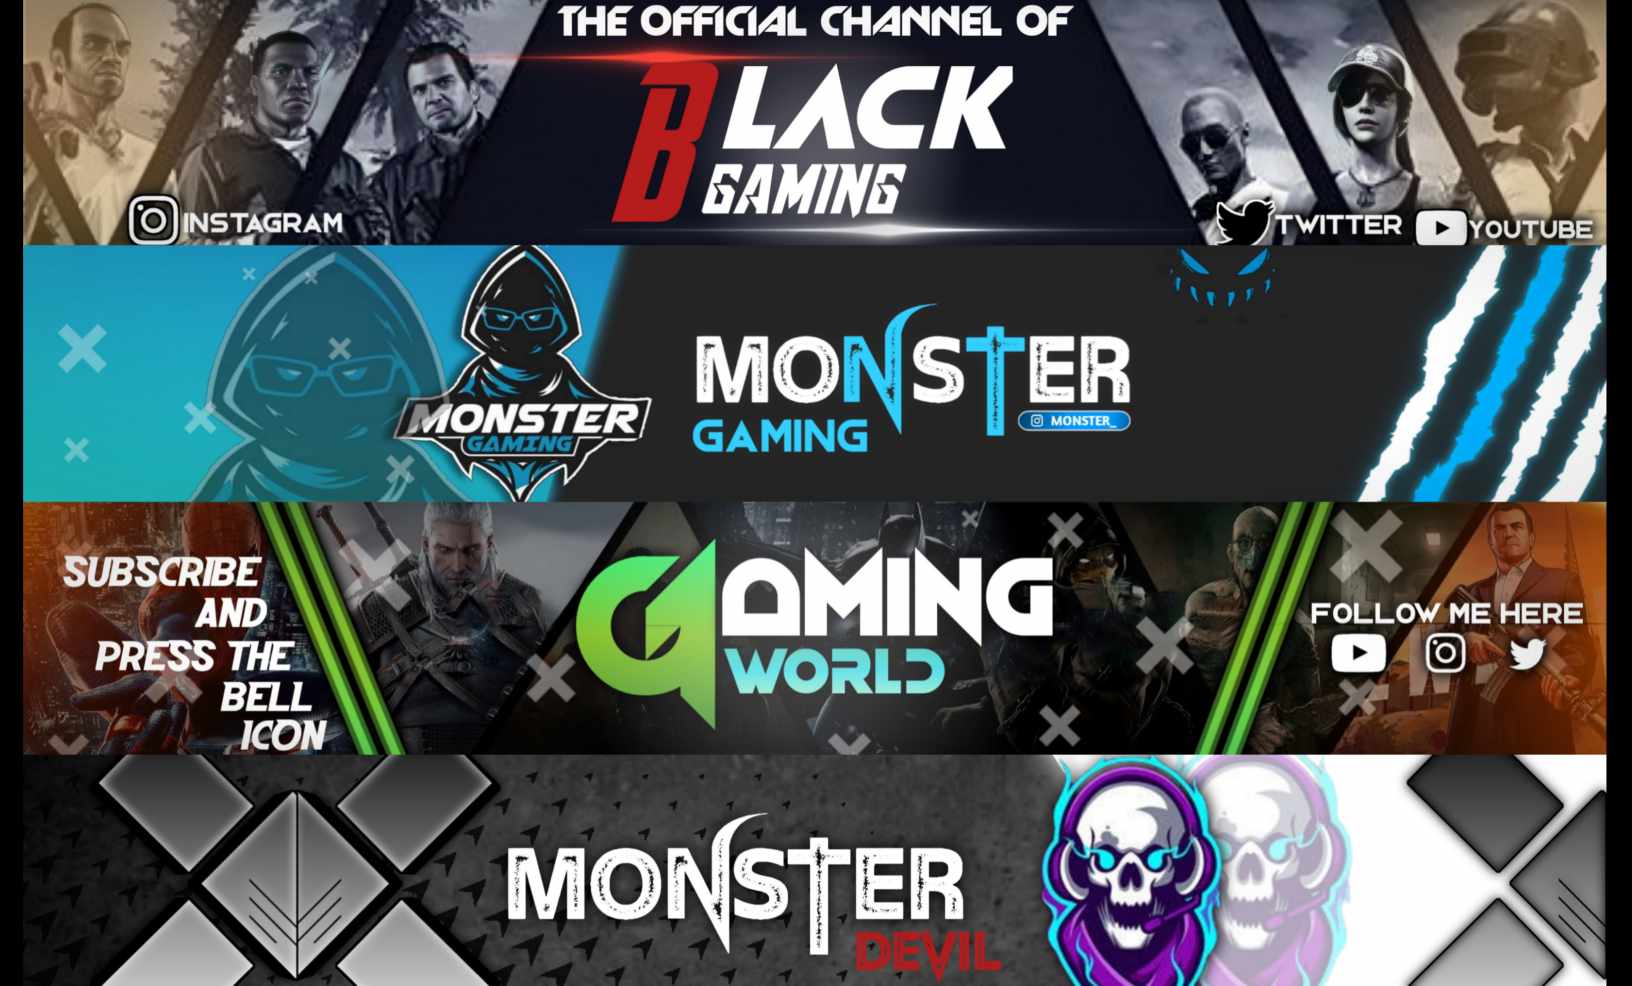 THE OFFICIAL CHANNEL OF
BLACK
GAMING
INSTAGRAM
TWITTER
YOUTUBE
MONSTER
GAMING
MONSTER
GAMING
MONSTER_
SUBSCRIBE
AND
PRESS THE
BELL
ICON
GAMING
WORLD
FOLLOW ME HERE
MONSTER
DEVIL